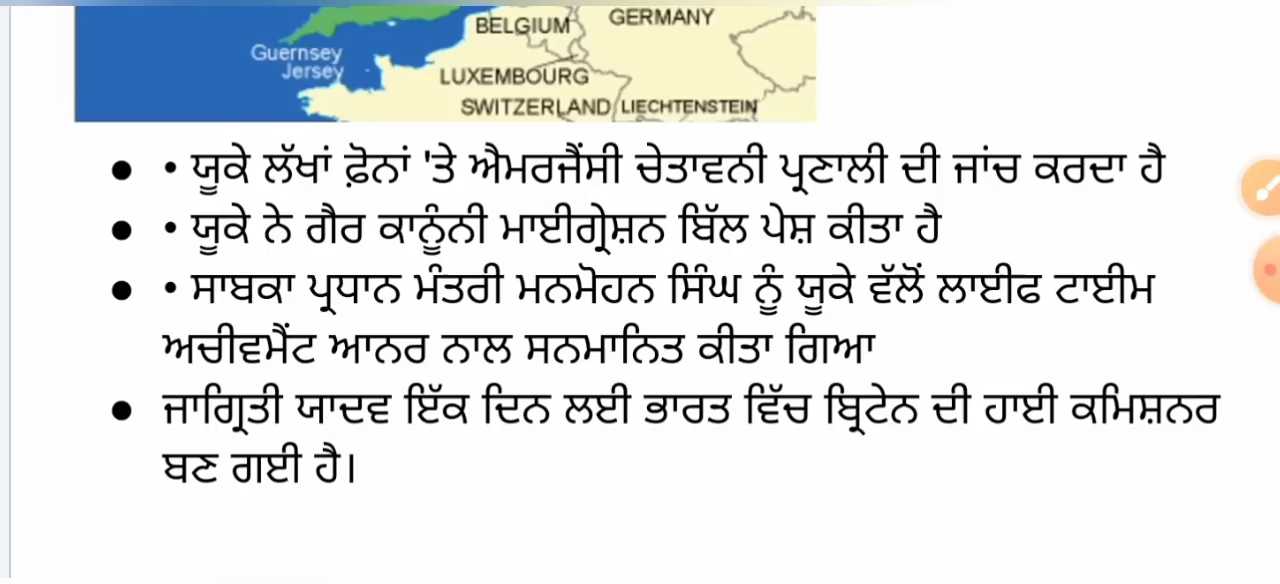 BELGIUM GERMANY
Guernsey
Jersey
LUXEMBOURG
SWITZERLAND LIECHTENSTEIN
● • ਯੂਕੇ ਲੱਖਾਂ ਫ਼ੋਨਾਂ 'ਤੇ ਐਮਰਜੈਂਸੀ ਚੇਤਾਵਨੀ ਪ੍ਰਣਾਲੀ ਦੀ ਜਾਂਚ ਕਰਦਾ ਹੈ
● • ਯੂਕੇ ਨੇ ਗੈਰ ਕਾਨੂੰਨੀ ਮਾਈਗ੍ਰੇਸ਼ਨ ਬਿੱਲ ਪੇਸ਼ ਕੀਤਾ ਹੈ
● • ਸਾਬਕਾ ਪ੍ਰਧਾਨ ਮੰਤਰੀ ਮਨਮੋਹਨ ਸਿੰਘ ਨੂੰ ਯੂਕੇ ਵੱਲੋਂ ਲਾਈਫ ਟਾਈਮ
ਅਚੀਵਮੈਂਟ ਆਨਰ ਨਾਲ ਸਨਮਾਨਿਤ ਕੀਤਾ ਗਿਆ
● ਜਾਗ੍ਰਿਤੀ ਯਾਦਵ ਇੱਕ ਦਿਨ ਲਈ ਭਾਰਤ ਵਿੱਚ ਬ੍ਰਿਟੇਨ ਦੀ ਹਾਈ ਕਮਿਸ਼ਨਰ
ਬਣ ਗਈ ਹੈ।